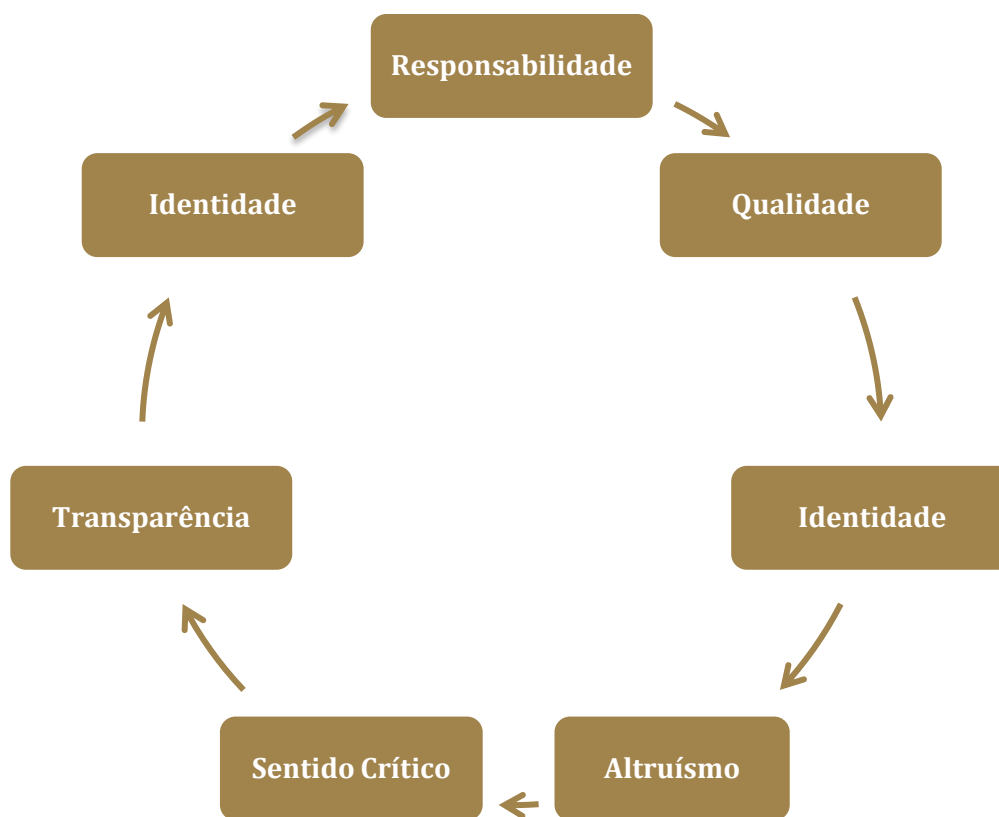 Responsabilidade
Identidade
Qualidade
Transparência
Identidade
Sentido Crítico
Altruísmo